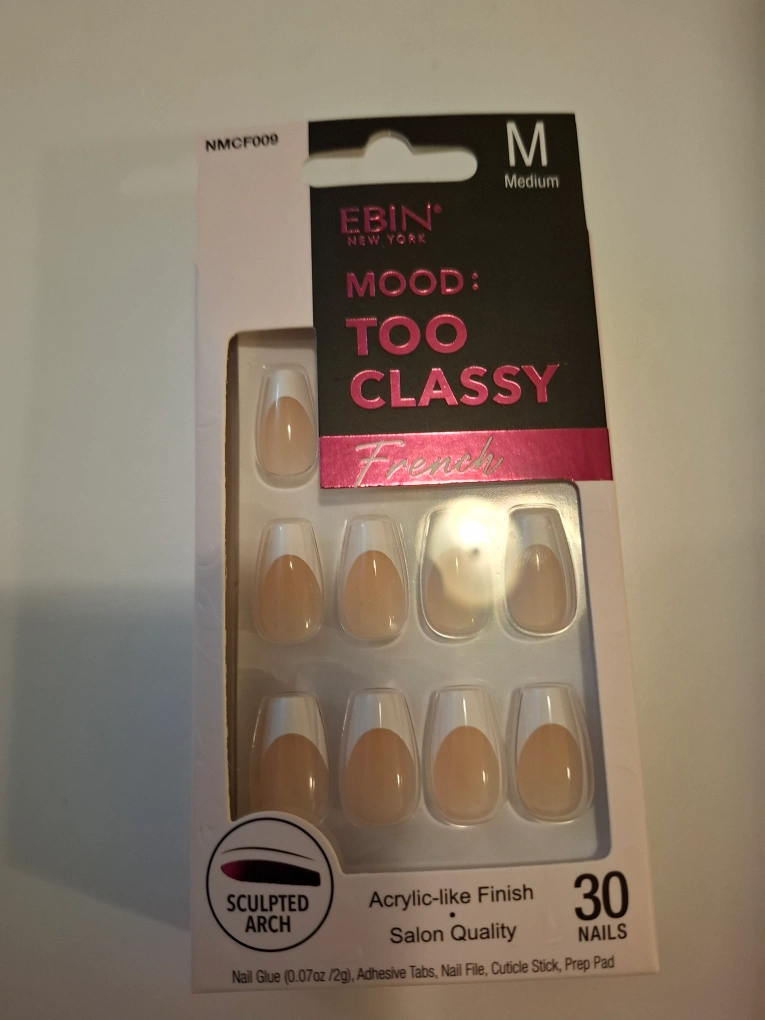 NMCF009
M
Medium
EBIN®
NEW YORK
MOOD:
TOO
CLASSY
French
SCULPTED
ARCH
Acrylic-like Finish
•
Salon Quality
30
NAILS
Nail Glue (0.07oz /2g), Adhesive Tabs, Nail File, Cuticle Stick, Prep Pad